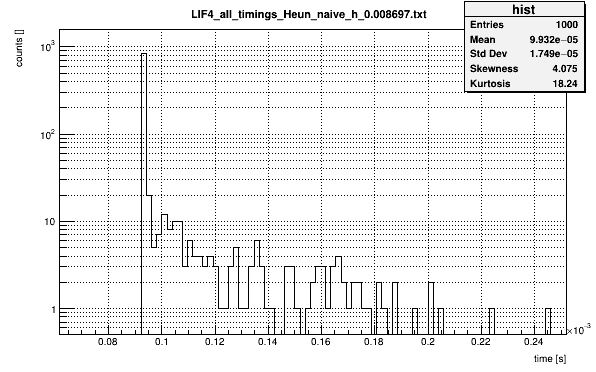 LIF4_all_timings_Heun_naive_h_0.008697.txt
hist
Entries 1000
Mean 9.932e−05
Std Dev 1.749e−05
Skewness 4.075
Kurtosis 18.24
counts []
10³
10²
10
1
0.08 0.1 0.12 0.14 0.16 0.18 0.2 0.22 0.24
×10⁻³
time [s]